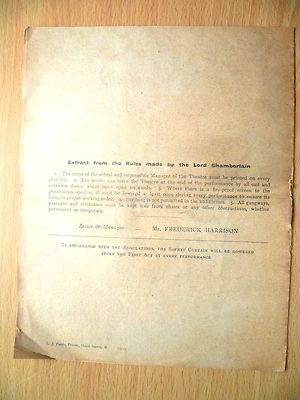 Extract from the Rules made by the Lord Chamberlain
1. The name of the actual and responsible Manager of the Theatre must be printed on every
play bill. 2. The public can leave the Theatre at the end of the performance by all exit and
entrance doors, which must open outwards. 3. Where there is a fire-proof screen to the
proscenium opening, it must be lowered at least once during every performance to ensure its
being in proper working order. 4. Smoking is not permitted in the auditorium. 5. All gangways,
passages and staircases must be kept free from chairs or any other obstructions, whether
permanent or temporary.
Lessee & Manager — Mr. FREDERICK HARRISON
In accordance with the Regulations, the Safety Curtain will be lowered
after the First Act at every performance